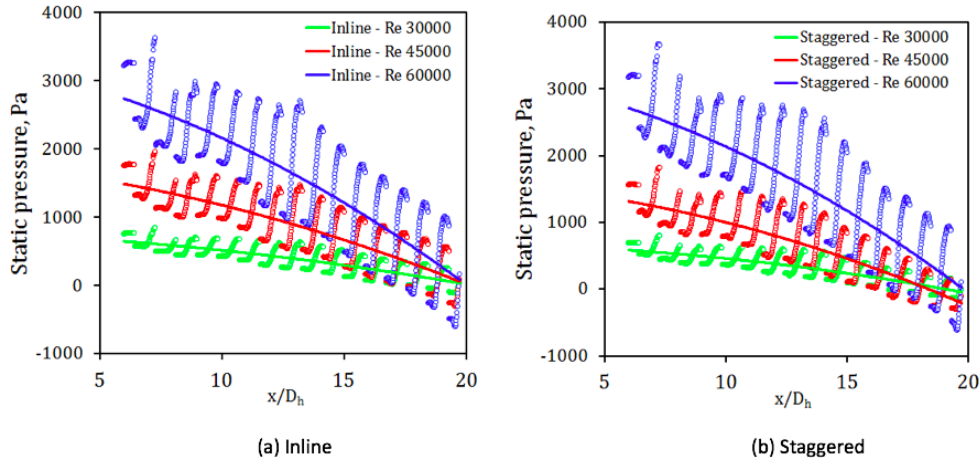 4000
3000
2000
1000
0
-1000
Static pressure, Pa
Inline - Re 30000
Inline - Re 45000
Inline - Re 60000
5
10
15
20
x/Dh
(a) Inline
4000
3000
2000
1000
0
-1000
Static pressure, Pa
Staggered - Re 30000
Staggered - Re 45000
Staggered - Re 60000
5
10
15
20
x/Dh
(b) Staggered